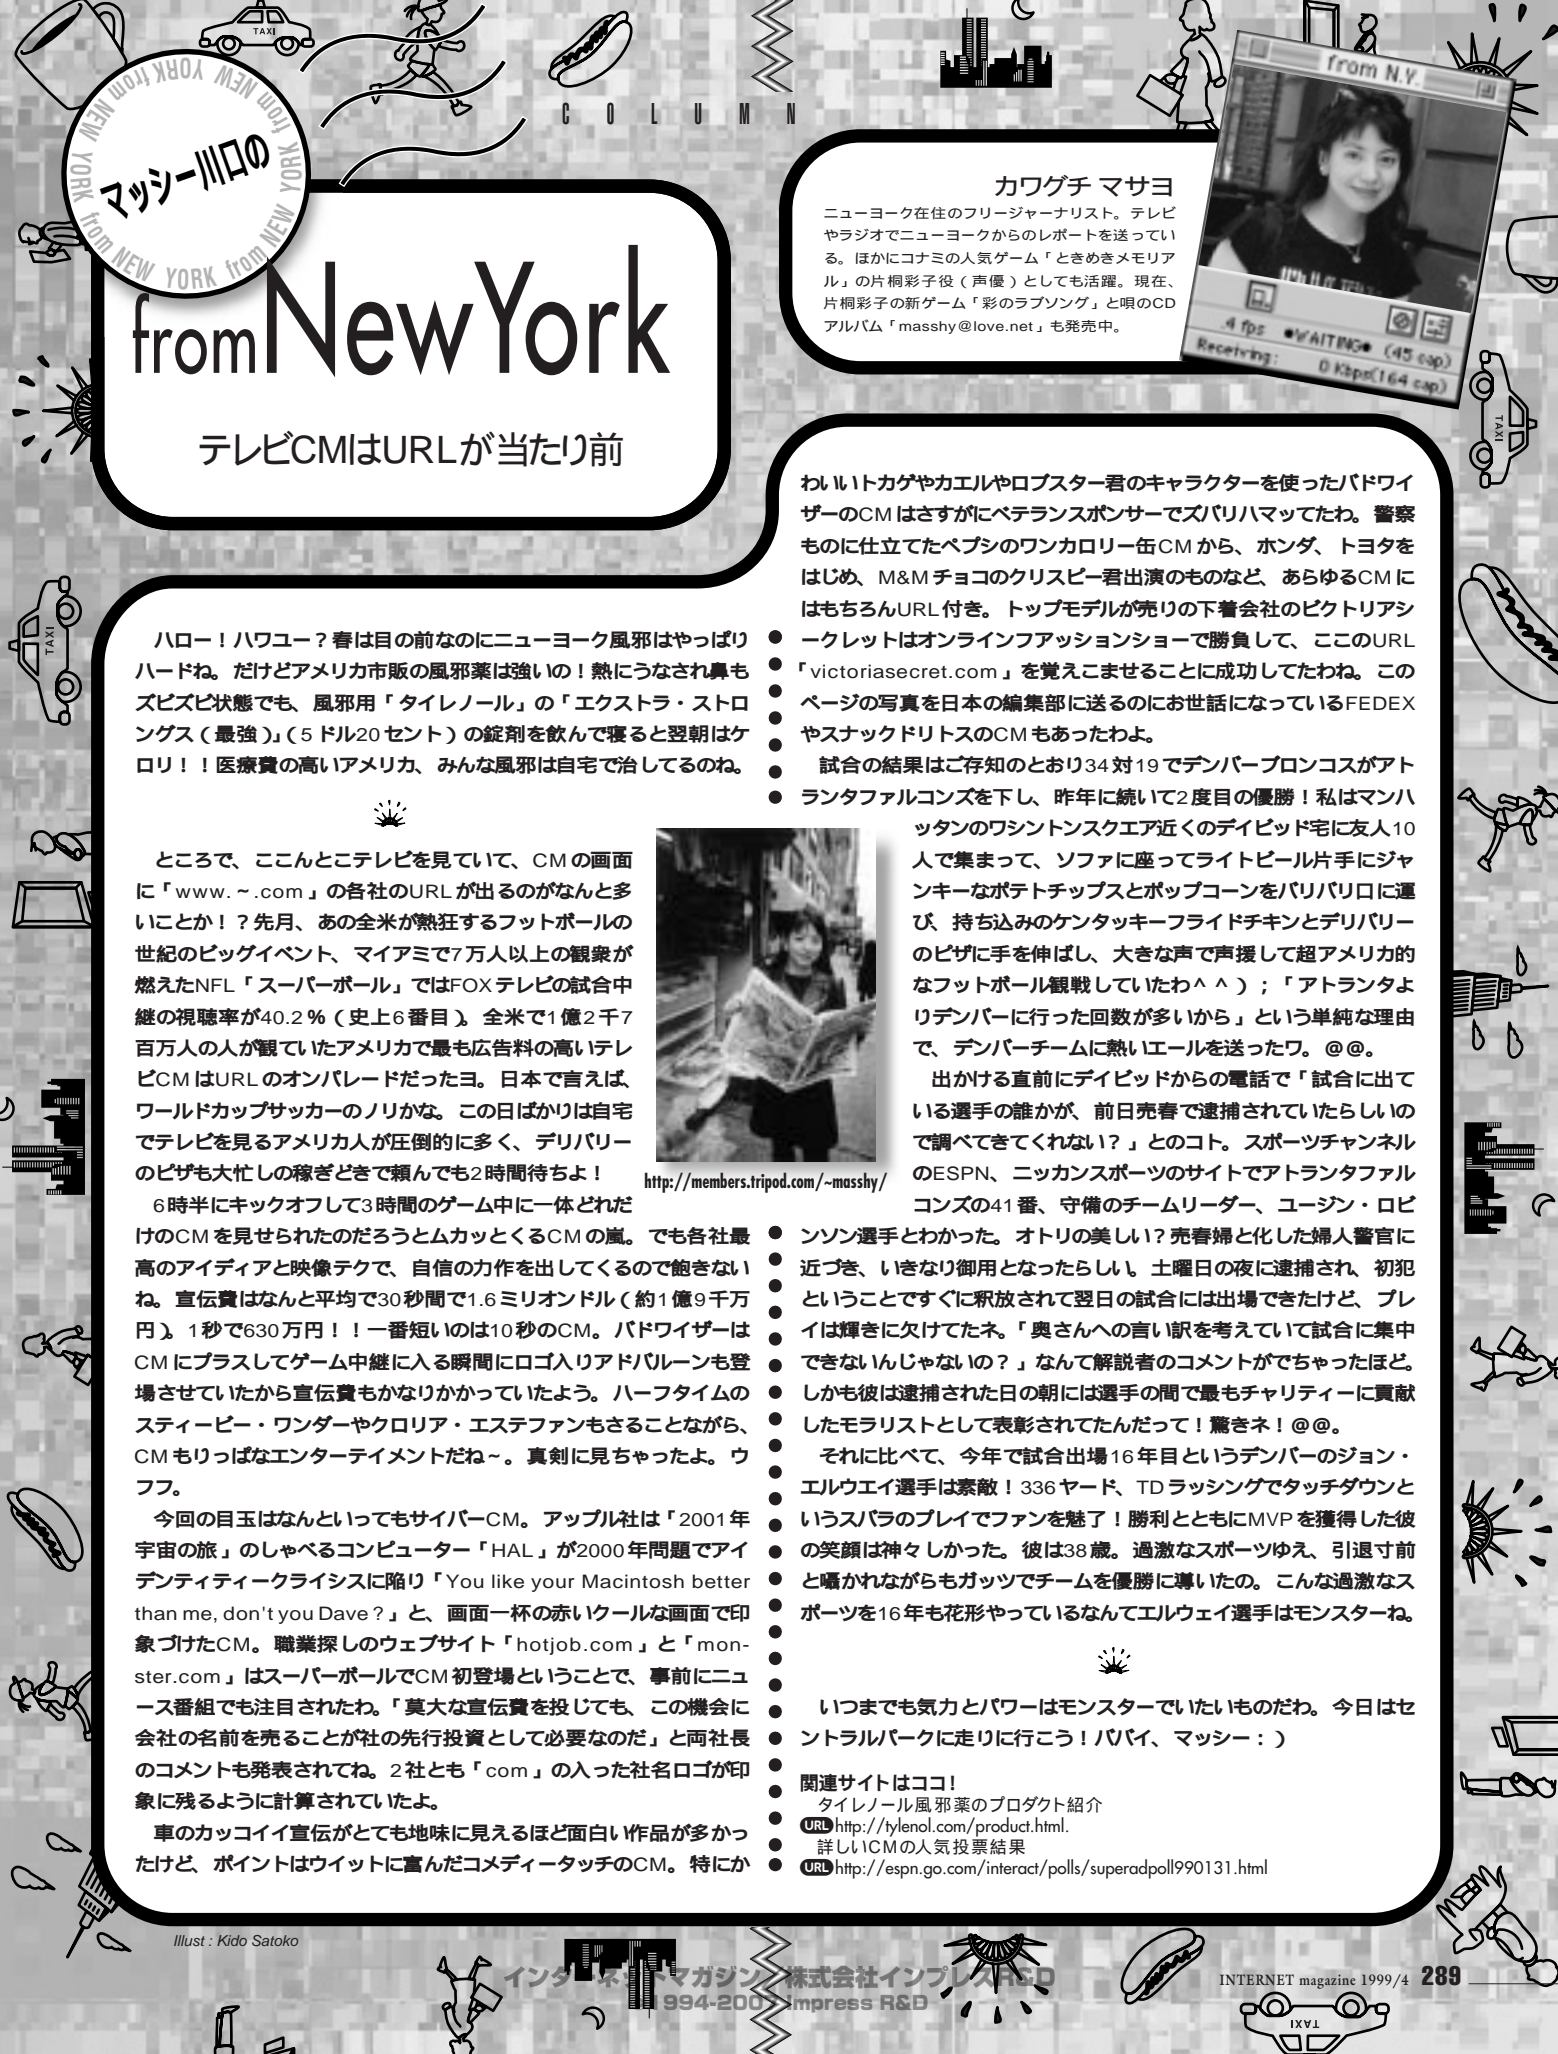 COLUMN
TAXI
from NEW YORK from NEW YORK from NEW YORK from NEW YORK
マッシー川口の
from New York
テレビCMはURLが当たり前
from N.Y.
.4 fps ●WAITING● (45 cap)
Receiving: 0 Kbps(164 cap)
カワグチ マサヨ
ニューヨーク在住のフリージャーナリスト。テレビ
やラジオでニューヨークからのレポートを送ってい
る。ほかにコナミの人気ゲーム「ときめきメモリア
ル」の片桐彩子役（声優）としても活躍。現在、
片桐彩子の新ゲーム「彩のラブソング」と唄のCD
アルバム「masshy@love.net」も発売中。
ハロー！ハワユー？春は目の前なのにニューヨーク風邪はやっぱり
ハードね。だけどアメリカ市販の風邪薬は強いの！熱にうなされ鼻も
ズビズビ状態でも、風邪用「タイレノール」の「エクストラ・ストロ
ングス（最強）」（5ドル20セント）の錠剤を飲んで寝ると翌朝はケ
ロリ！！医療費の高いアメリカ、みんな風邪は自宅で治してるのね。
ところで、ここんとこテレビを見ていて、CMの画面
に「www.~.com」の各社のURLが出るのがなんと多
いことか！？先月、あの全米が熱狂するフットボールの
世紀のビッグイベント、マイアミで7万人以上の観衆が
燃えたNFL「スーパーボール」ではFOXテレビの試合中
継の視聴率が40.2％（史上6番目）。全米で1億2千7
百万人の人が観ていたアメリカで最も広告料の高いテレ
ビCMはURLのオンパレードだったヨ。日本で言えば、
ワールドカップサッカーのノリかな。この日ばかりは自宅
でテレビを見るアメリカ人が圧倒的に多く、デリバリー
のピザも大忙しの稼ぎどきで頼んでも2時間待ちよ！
6時半にキックオフして3時間のゲーム中に一体どれだ
けのCMを見せられたのだろうとムカッとくるCMの嵐。でも各社最
高のアイディアと映像テクで、自信の力作を出してくるので飽きない
ね。宣伝費はなんと平均で30秒間で1.6ミリオンドル（約1億9千万
円）。1秒で630万円！！一番短いのは10秒のCM。バドワイザーは
CMにプラスしてゲーム中継に入る瞬間にロゴ入りアドバルーンも登
場させていたから宣伝費もかなりかかっていたよう。ハーフタイムの
スティービー・ワンダーやクロリア・エステファンもさることながら、
CMもりっぱなエンターテイメントだね~。真剣に見ちゃったよ。ウ
フフ。
今回の目玉はなんといってもサイバーCM。アップル社は「2001年
宇宙の旅」のしゃべるコンピューター「HAL」が2000年問題でアイ
デンティティークライシスに陥り「You like your Macintosh better
than me, don't you Dave？」と、画面一杯の赤いクールな画面で印
象づけたCM。職業探しのウェブサイト「hotjob.com」と「mon-
ster.com」はスーパーボールでCM初登場ということで、事前にニュ
ース番組でも注目されたわ。「莫大な宣伝費を投じても、この機会に
会社の名前を売ることが社の先行投資として必要なのだ」と両社長
のコメントも発表されてね。2社とも「com」の入った社名ロゴが印
象に残るように計算されていたよ。
車のカッコイイ宣伝がとても地味に見えるほど面白い作品が多かっ
たけど、ポイントはウイットに富んだコメディータッチのCM。特にか
わいいトカゲやカエルやロブスター君のキャラクターを使ったバドワイ
ザーのCMはさすがにベテランスポンサーでズバリハマッてたわ。警察
ものに仕立てたペプシのワンカロリー缶CMから、ホンダ、トヨタを
はじめ、M&Mチョコのクリスピー君出演のものなど、あらゆるCMに
はもちろんURL付き。トップモデルが売りの下着会社のビクトリアシ
ークレットはオンラインフアッションショーで勝負して、ここのURL
「victoriasecret.com」を覚えこませることに成功してたわね。この
ページの写真を日本の編集部に送るのにお世話になっているFEDEX
やスナックドリトスのCMもあったわよ。
試合の結果はご存知のとおり34対19でデンバーブロンコスがアト
ランタファルコンズを下し、昨年に続いて2度目の優勝！私はマンハ
ッタンのワシントンスクエア近くのデイビッド宅に友人10
人で集まって、ソファに座ってライトビール片手にジャ
ンキーなポテトチップスとポップコーンをバリバリ口に運
び、持ち込みのケンタッキーフライドチキンとデリバリー
のピザに手を伸ばし、大きな声で声援して超アメリカ的
なフットボール観戦していたわ＾＾）；「アトランタよ
りデンバーに行った回数が多いから」という単純な理由
で、デンバーチームに熱いエールを送ったワ。＠＠。
出かける直前にデイビッドからの電話で「試合に出て
いる選手の誰かが、前日売春で逮捕されていたらしいの
で調べてきてくれない？」とのコト。スポーツチャンネル
のESPN、ニッカンスポーツのサイトでアトランタファル
コンズの41番、守備のチームリーダー、ユージン・ロビ
ンソン選手とわかった。オトリの美しい？売春婦と化した婦人警官に
近づき、いきなり御用となったらしい。土曜日の夜に逮捕され、初犯
ということですぐに釈放されて翌日の試合には出場できたけど、プレ
イは輝きに欠けてたネ。「奥さんへの言い訳を考えていて試合に集中
できないんじゃないの？」なんて解説者のコメントがでちゃったほど。
しかも彼は逮捕された日の朝には選手の間で最もチャリティーに貢献
したモラリストとして表彰されてたんだって！驚きネ！＠＠。
それに比べて、今年で試合出場16年目というデンバーのジョン・
エルウエイ選手は素敵！336ヤード、TDラッシングでタッチダウンと
いうスバラのプレイでファンを魅了！勝利とともにMVPを獲得した彼
の笑顔は神々しかった。彼は38歳。過激なスポーツゆえ、引退寸前
と囁かれながらもガッツでチームを優勝に導いたの。こんな過激なス
ポーツを16年も花形やっているなんてエルウェイ選手はモンスターね。
いつまでも気力とパワーはモンスターでいたいものだわ。今日はセ
ントラルパークに走りに行こう！ババイ、マッシー：）
http://members.tripod.com/~masshy/
関連サイトはココ！
タイレノール風邪薬のプロダクト紹介
URL http://tylenol.com/product.html.
詳しいCMの人気投票結果
URL http://espn.go.com/interact/polls/superadpoll990131.html
Illust : Kido Satoko
INTERNET magazine 1999/4 289
TAXI
TAXI
TAXI